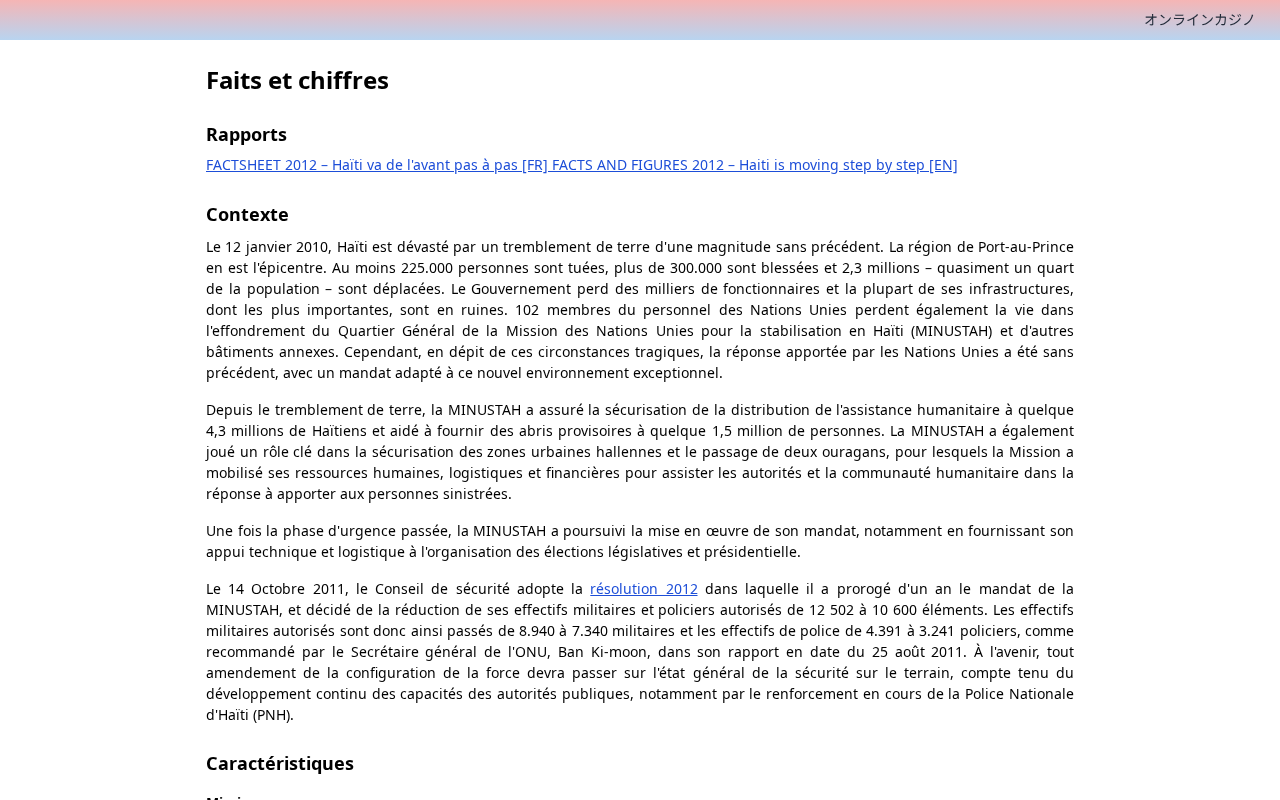 オンラインカジノ
Faits et chiffres
Rapports
FACTSHEET 2012 – Haïti va de l'avant pas à pas [FR] FACTS AND FIGURES 2012 – Haiti is moving step by step [EN]
Contexte
Le 12 janvier 2010, Haïti est dévasté par un tremblement de terre d'une magnitude sans précédent. La région de Port-au-Prince
en est l'épicentre. Au moins 225.000 personnes sont tuées, plus de 300.000 sont blessées et 2,3 millions – quasiment un quart
de la population – sont déplacées. Le Gouvernement perd des milliers de fonctionnaires et la plupart de ses infrastructures,
dont les plus importantes, sont en ruines. 102 membres du personnel des Nations Unies perdent également la vie dans
l'effondrement du Quartier Général de la Mission des Nations Unies pour la stabilisation en Haïti (MINUSTAH) et d'autres
bâtiments annexes. Cependant, en dépit de ces circonstances tragiques, la réponse apportée par les Nations Unies a été sans
précédent, avec un mandat adapté à ce nouvel environnement exceptionnel.
Depuis le tremblement de terre, la MINUSTAH a assuré la sécurisation de la distribution de l'assistance humanitaire à quelque
4,3 millions de Haïtiens et aidé à fournir des abris provisoires à quelque 1,5 million de personnes. La MINUSTAH a également
joué un rôle clé dans la sécurisation des zones urbaines hallennes et le passage de deux ouragans, pour lesquels la Mission a
mobilisé ses ressources humaines, logistiques et financières pour assister les autorités et la communauté humanitaire dans la
réponse à apporter aux personnes sinistrées.
Une fois la phase d'urgence passée, la MINUSTAH a poursuivi la mise en œuvre de son mandat, notamment en fournissant son
appui technique et logistique à l'organisation des élections législatives et présidentielle.
Le 14 Octobre 2011, le Conseil de sécurité adopte la résolution 2012 dans laquelle il a prorogé d'un an le mandat de la
MINUSTAH, et décidé de la réduction de ses effectifs militaires et policiers autorisés de 12 502 à 10 600 éléments. Les effectifs
militaires autorisés sont donc ainsi passés de 8.940 à 7.340 militaires et les effectifs de police de 4.391 à 3.241 policiers, comme
recommandé par le Secrétaire général de l'ONU, Ban Ki-moon, dans son rapport en date du 25 août 2011. À l'avenir, tout
amendement de la configuration de la force devra passer sur l'état général de la sécurité sur le terrain, compte tenu du
développement continu des capacités des autorités publiques, notamment par le renforcement en cours de la Police Nationale
d'Haïti (PNH).
Caractéristiques